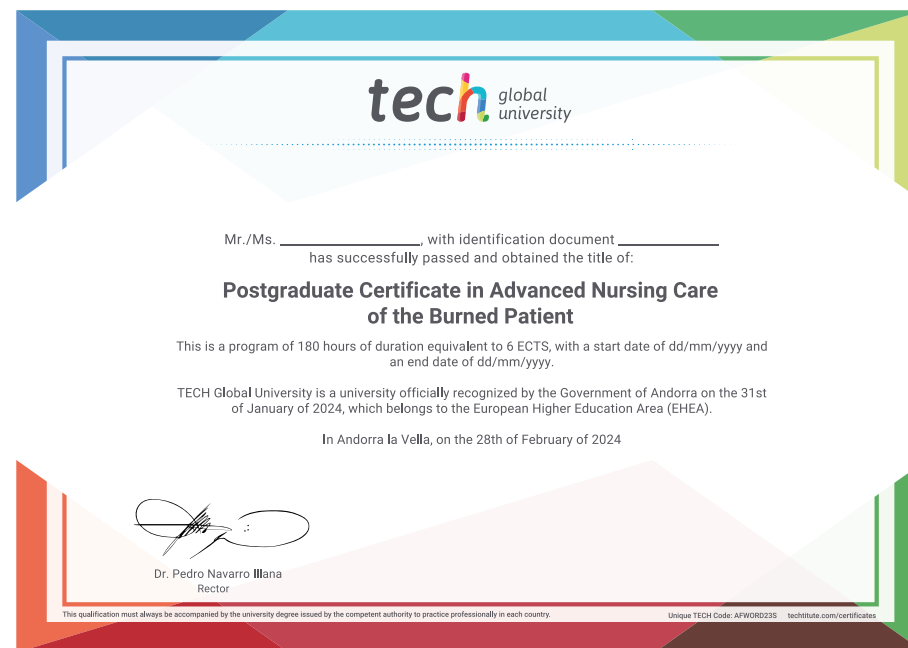 tech global
university
Mr./Ms. ____________, with identification document ____________
has successfully passed and obtained the title of:
Postgraduate Certificate in Advanced Nursing Care
of the Burned Patient
This is a program of 180 hours of duration equivalent to 6 ECTS, with a start date of dd/mm/yyyy and
an end date of dd/mm/yyyy.
TECH Global University is a university officially recognized by the Government of Andorra on the 31st
of January of 2024, which belongs to the European Higher Education Area (EHEA).
In Andorra la Vella, on the 28th of February of 2024
Dr. Pedro Navarro Illana
Rector
This qualification must always be accompanied by the university degree issued by the competent authority to practice professionally in each country.
Unique TECH Code: AFWORD23S techtitute.com/certificates